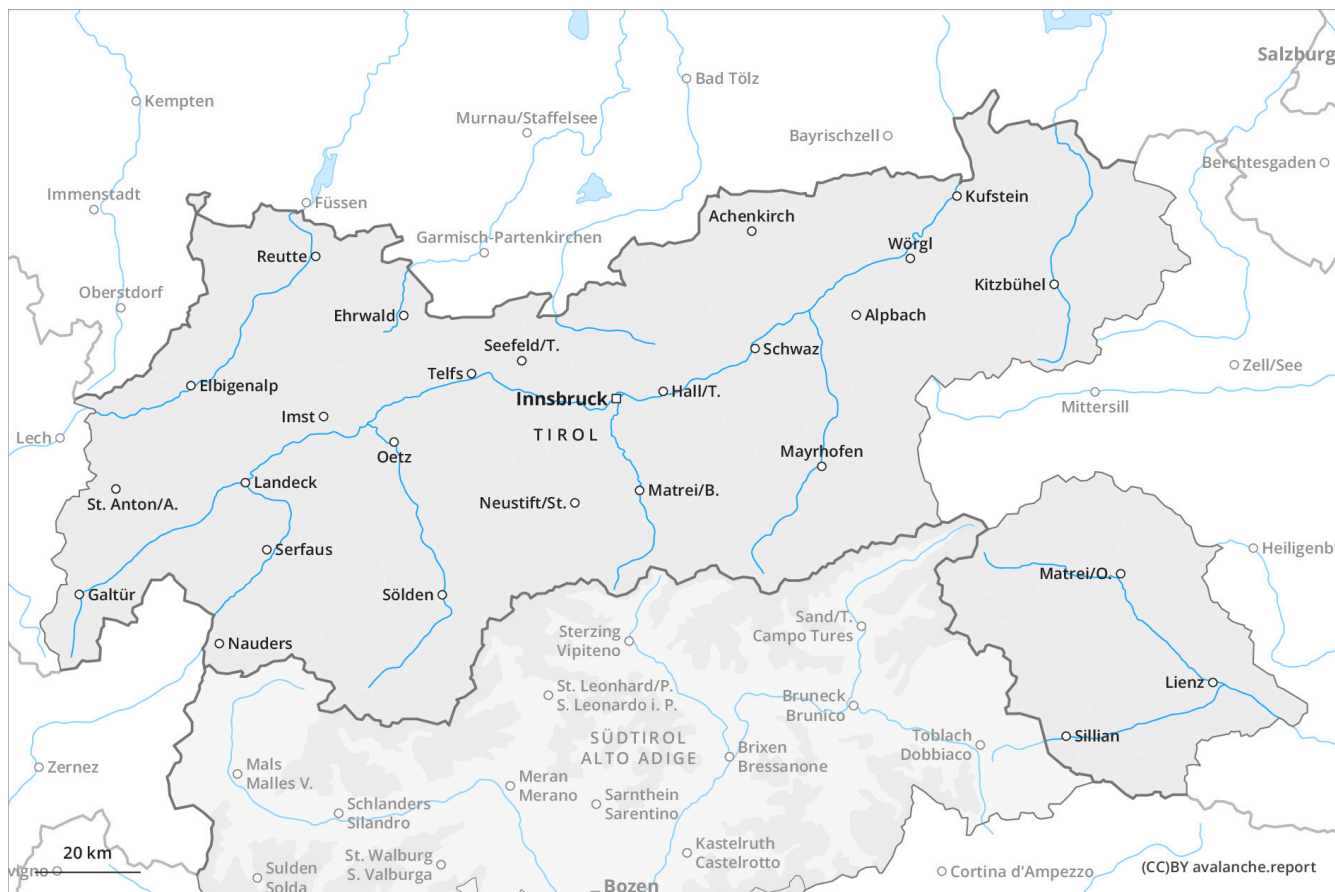 Salzburg
Bad Tölz
Kempten
Murnau/Staffelsee
Bayrischzell
Berchtesgaden
Immenstadt
Füssen
Kufstein
Achenkirch
Garmisch-Partenkirchen
Wörgl
Reutte
Kitzbühel
Oberstdorf
Ehrwald
Alpbach
Seefeld/T.
Schwaz
Telfs
Zell/See
Elbigenalp
Hall/T.
Innsbruck
Mittersill
Imst
Lech
TIROL
Oetz
Mayrhofen
Landeck
Matrei/B.
St. Anton/A.
Neustift/St.
Serfaus
Heiligenb
Matrei/O.
Galtür
Sölden
Sand/T.
Campo Tures
Sterzing
Vipiteno
Nauders
Lienz
St. Leonhard/P.
S. Leonardo i. P.
Bruneck
Brunico
SÜDTIROL
ALTO ADIGE
Toblach
Dobbiaco
Sillian
Brixen
Bressanone
Zernez
Mals
Malles V.
Meran
Merano
Sarnthein
Sarentino
Schlanders
Silandro
Kastelruth
Castelrotto
20 km
St. Walburg
S. Valburga
vigno
Sulden
Solda
Cortina d'Ampezzo
(CC)BY avalanche.report
Bozen